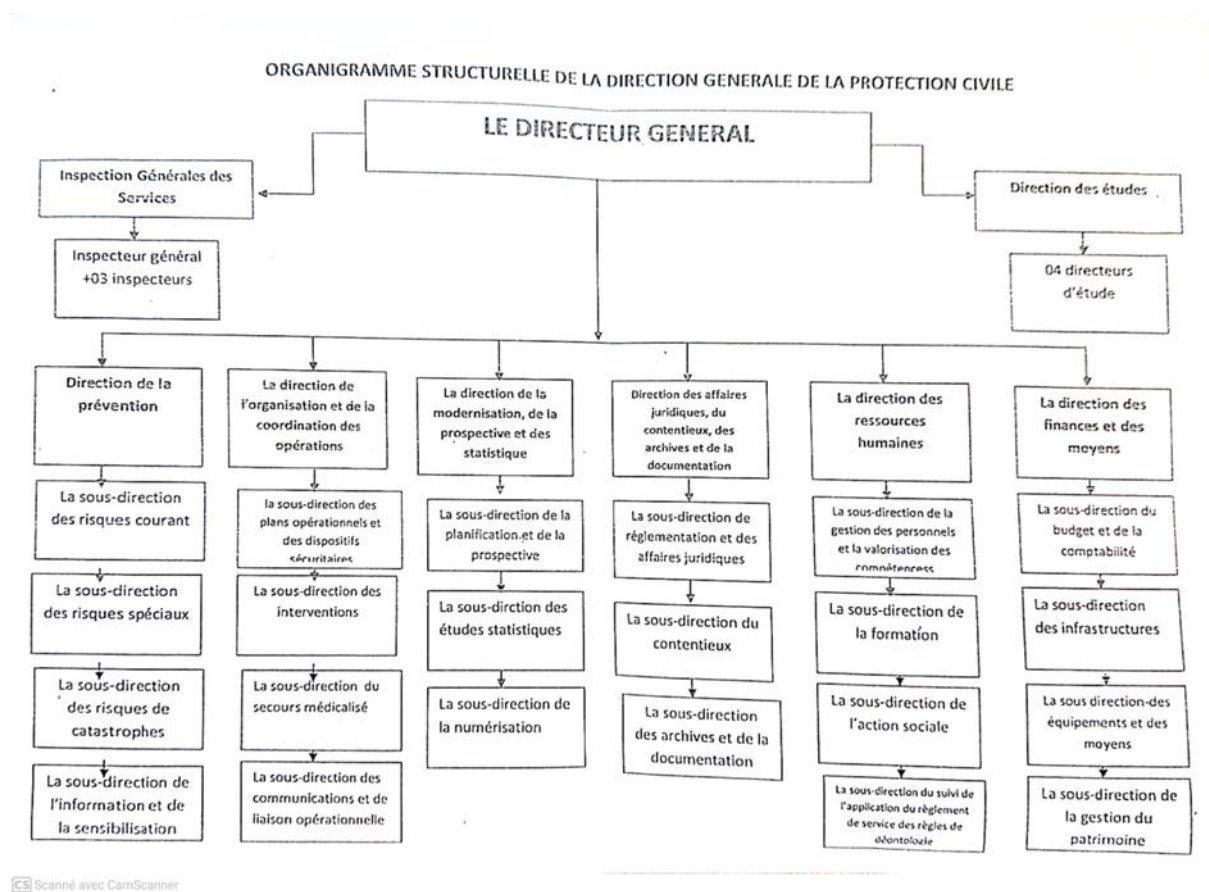 ORGANIGRAMME STRUCTURELLE DE LA DIRECTION GENERALE DE LA PROTECTION CIVILE
LE DIRECTEUR GENERAL
Inspection Générales des
Services
Direction des études
Inspecteur général
+03 inspecteurs
04 directeurs
d'étude
Direction de la
prévention
La sous-direction
des risques courant
La sous-direction
des risques spéciaux
La sous-direction
des risques de
catastrophes
La sous-direction de
l'information et de
la sensibilisation
La direction de
l'organisation et de la
coordination des
opérations
la sous-direction des
plans opérationnels et
des dispositifs
sécuritaires
La sous-direction des
interventions
La sous-direction du
secours médicalisé
La sous-direction des
communications et de
liaison opérationnelle
La direction de la
modernisation, de la
prospective et des
statistique
La sous-direction de la
planification.et de la
prospective
La sous-dirction des
études statistiques
La sous-direction de
la numérisation
Direction des affaires
juridiques, du
contentieux, des
archives et de la
documentation
La sous-direction de
réglementation et des
affaires juridiques
La sous-direction du
contentieux
La sous-direction
des archives et de la
documentation
La direction des
ressources
humaines
La sous-direction de la
gestion des personnels
et la valorisation des
compétencess
La sous-direction de
la formation
La sous-direction de
l'action sociale
La sous-direction du suivi de
l'application du règlement
de service des règles de
déontologie
La direction des
finances et des
moyens
La sous-direction du
budget et de la
comptabilité
La sous-direction
des infrastructures
La sous direction-des
équipements et des
moyens
La sous-direction de
la gestion du
patrimoine
CS Scanné avec CamScanner